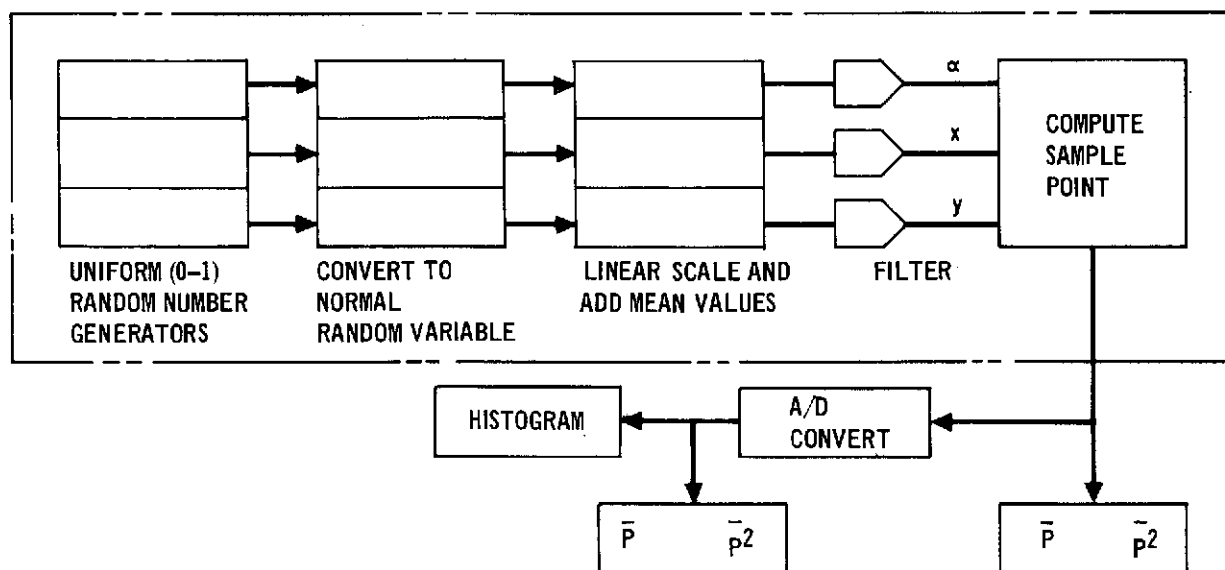 α
x
y
COMPUTE
SAMPLE
POINT
UNIFORM (0-1)
RANDOM NUMBER
GENERATORS
CONVERT TO
NORMAL
RANDOM VARIABLE
LINEAR SCALE AND
ADD MEAN VALUES
FILTER
HISTOGRAM
A/D
CONVERT
P̄ P̄²
P̄ P̄²